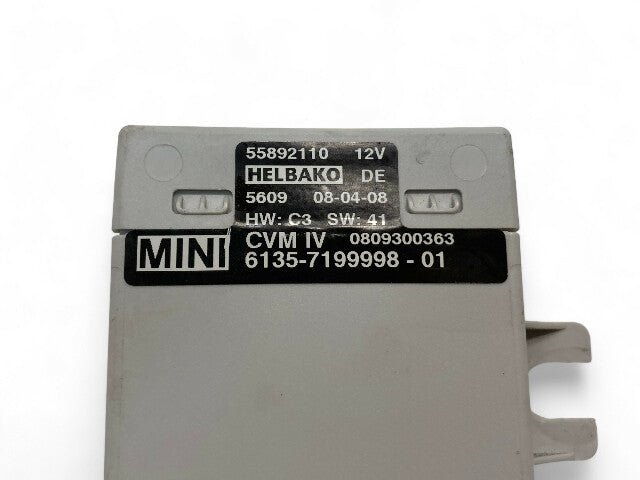 55892110 12V
HELBAKO DE
5609 08-04-08
HW: C3 SW: 41
MINI CVM IV 0809300363
6135-7199998 - 01